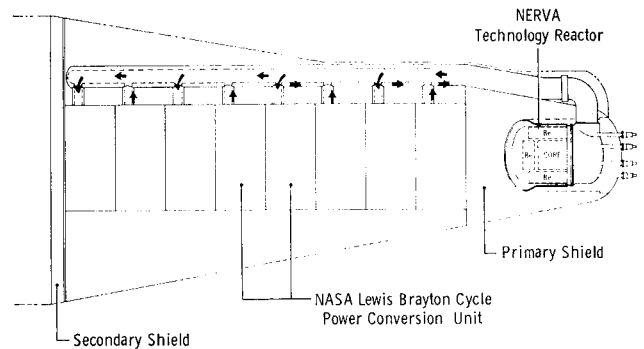 NERVA
Technology Reactor
Be
Be CORE
Be
Primary Shield
NASA Lewis Brayton Cycle
Power Conversion Unit
Secondary Shield